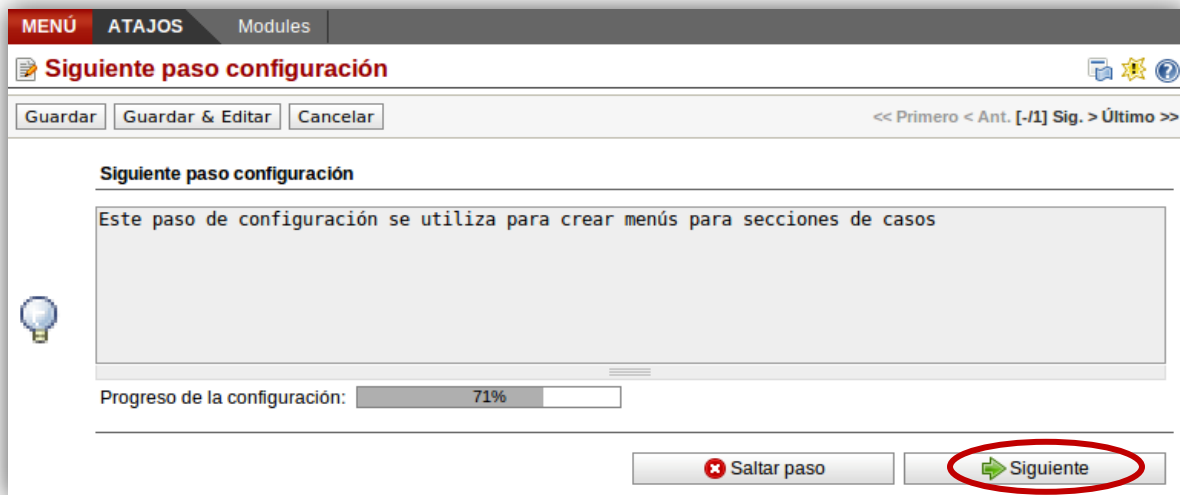 MENÚ ATAJOS Modules
Siguiente paso configuración
Guardar Guardar & Editar Cancelar << Primero < Ant. [-/1] Sig. > Último >>
Siguiente paso configuración
Este paso de configuración se utiliza para crear menús para secciones de casos
Progreso de la configuración: 71%
Saltar paso Siguiente